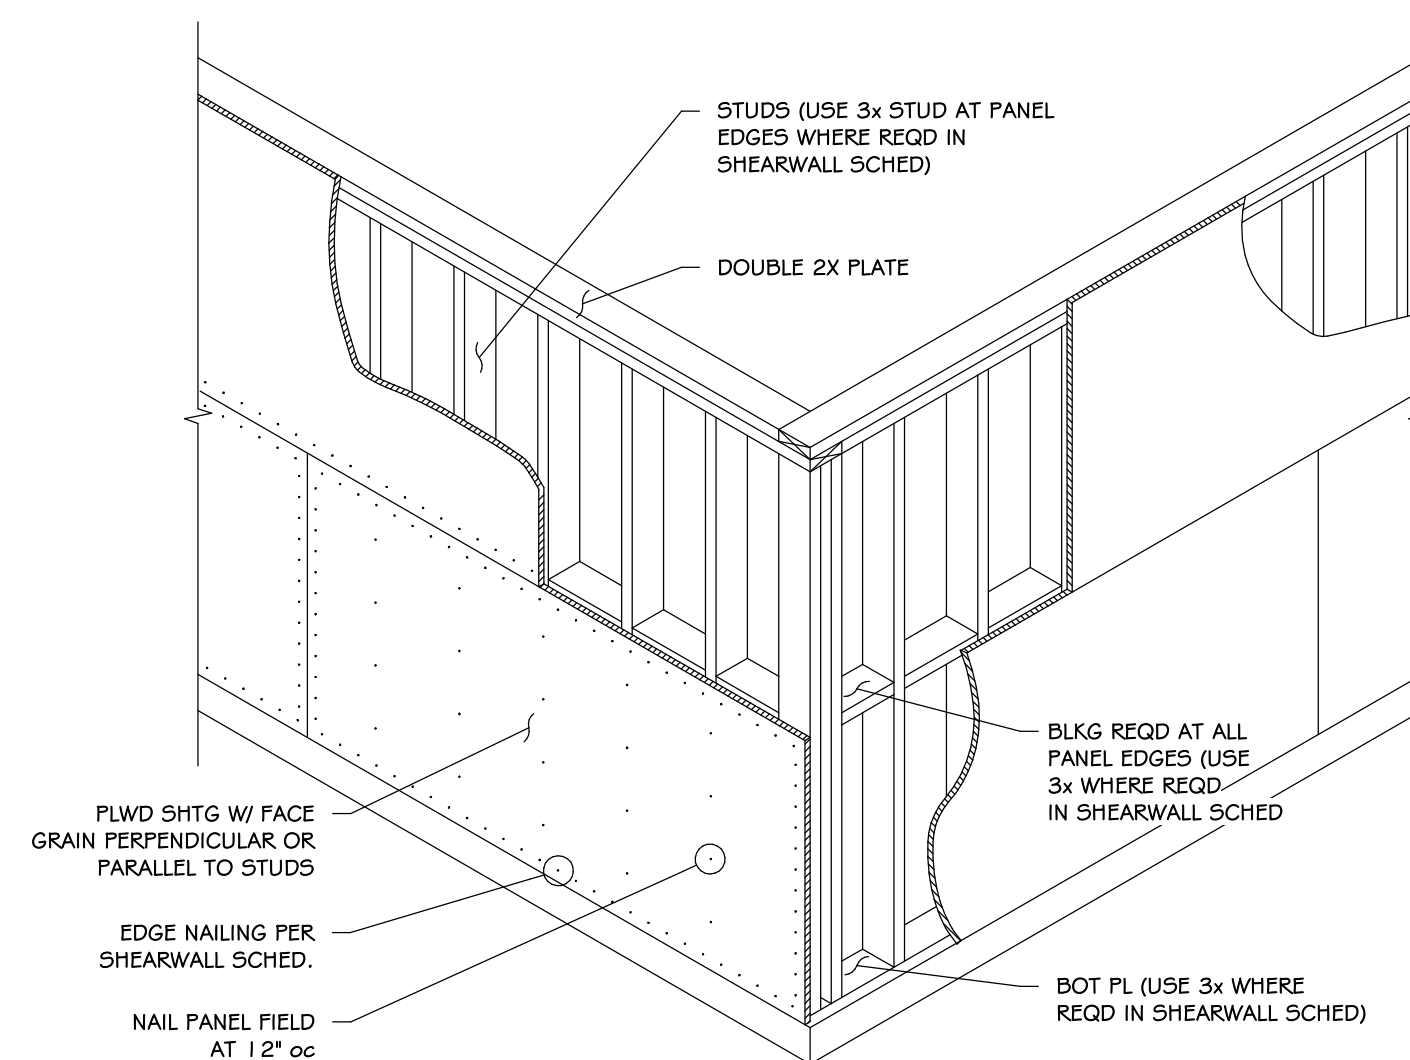 STUDS (USE 3x STUD AT PANEL
EDGES WHERE REQD IN
SHEARWALL SCHED)
DOUBLE 2X PLATE
BLKG REQD AT ALL
PANEL EDGES (USE
3x WHERE REQD
IN SHEARWALL SCHED
PLWD SHTG W/ FACE
GRAIN PERPENDICULAR OR
PARALLEL TO STUDS
EDGE NAILING PER
SHEARWALL SCHED.
BOT PL (USE 3x WHERE
REQD IN SHEARWALL SCHED)
NAIL PANEL FIELD
AT 12" oc